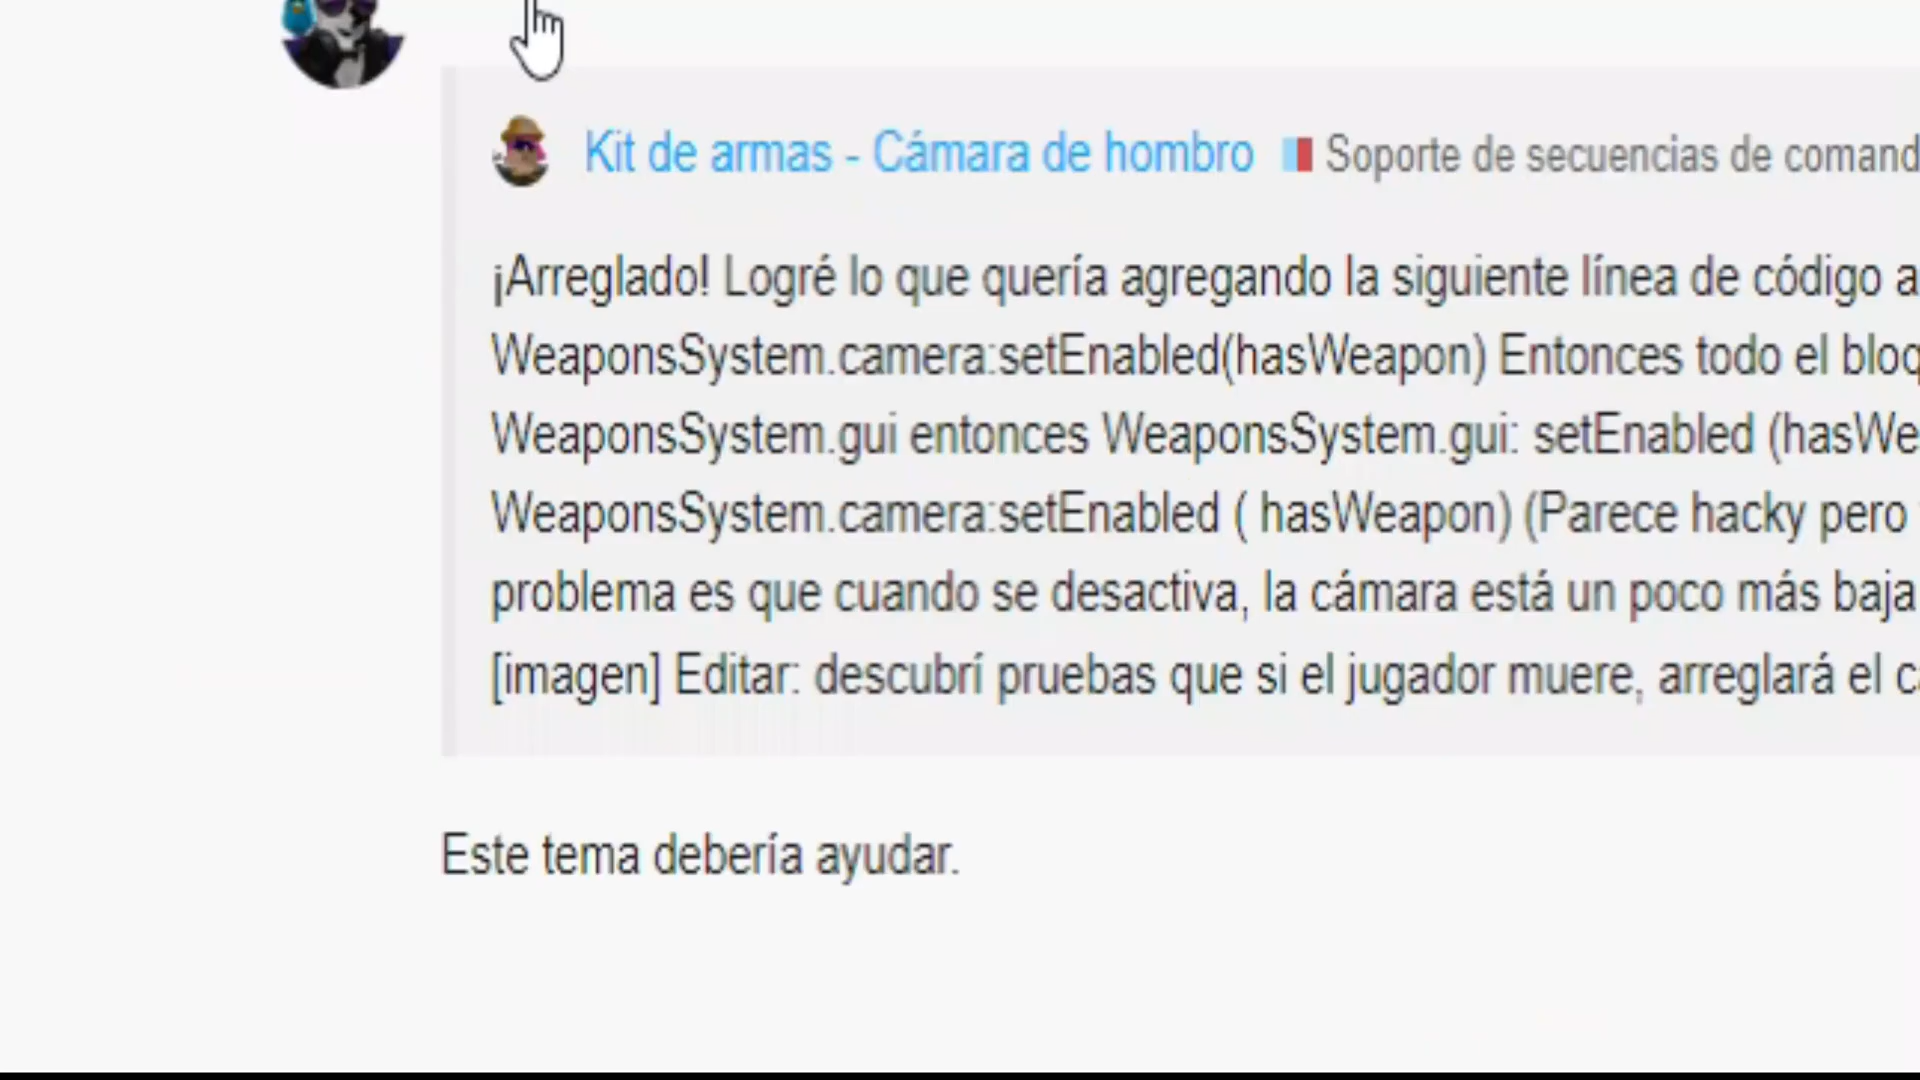 Kit de armas - Cámara de hombro Soporte de secuencias de
¡Arreglado! Logré lo que quería agregando la siguiente línea de código
WeaponsSystem.camera:setEnabled(hasWeapon) Entonces todo el
WeaponsSystem.gui entonces WeaponsSystem.gui: setEnabled
WeaponsSystem.camera:setEnabled ( hasWeapon) (Parece hacky pero
problema es que cuando se desactiva, la cámara está un poco más baja
[imagen] Editar: descubrí pruebas que si el jugador muere, arreglará el
Este tema debería ayudar.